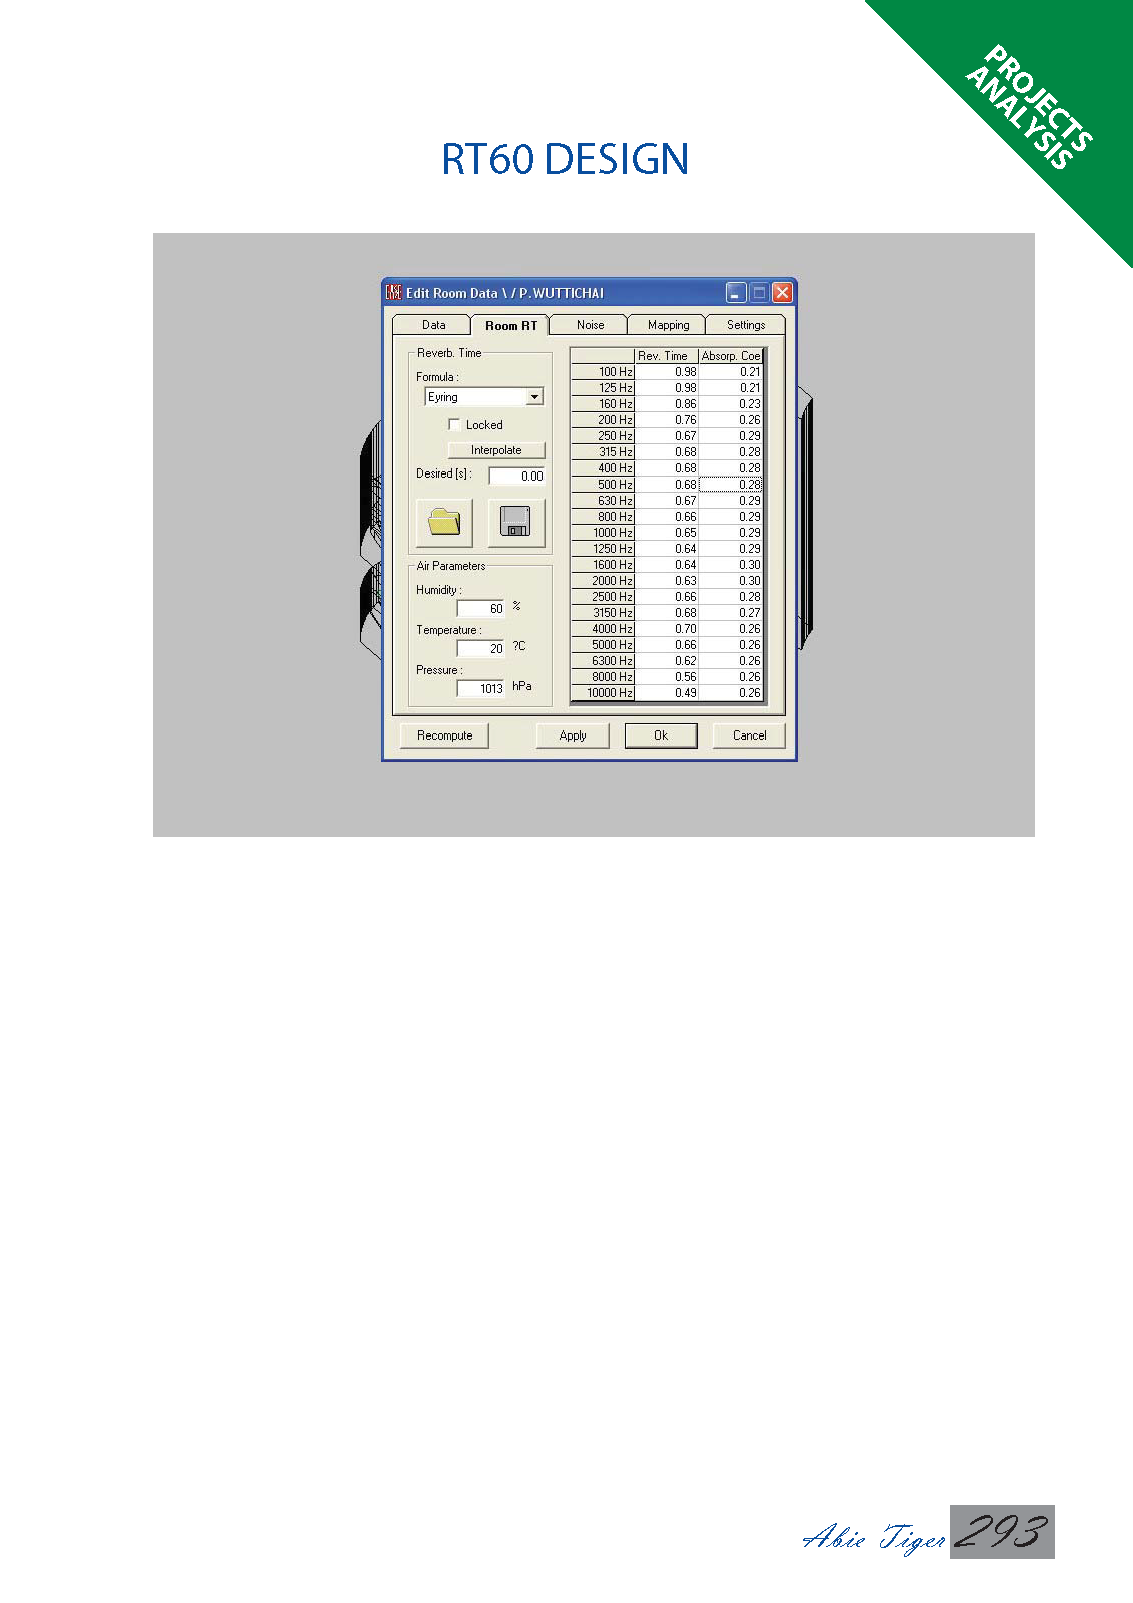 PROJECTS
ANALYSIS
RT60 DESIGN
EASE Edit Room Data \ / P.WUTTICHAI
Data Room RT Noise Mapping Settings
Reverb. Time
Formula :
Eyring
Locked
Interpolate
Desired [s] : 0.00
Air Parameters
Humidity :
60 %
Temperature :
20 ?C
Pressure :
1013 hPa
Rev. Time Absorp. Coe
100 Hz 0.98 0.21
125 Hz 0.98 0.21
160 Hz 0.86 0.23
200 Hz 0.76 0.26
250 Hz 0.67 0.29
315 Hz 0.68 0.28
400 Hz 0.68 0.28
500 Hz 0.68 0.28
630 Hz 0.67 0.29
800 Hz 0.66 0.29
1000 Hz 0.65 0.29
1250 Hz 0.64 0.29
1600 Hz 0.64 0.30
2000 Hz 0.63 0.30
2500 Hz 0.66 0.28
3150 Hz 0.68 0.27
4000 Hz 0.70 0.26
5000 Hz 0.66 0.26
6300 Hz 0.62 0.26
8000 Hz 0.56 0.26
10000 Hz 0.49 0.26
Recompute Apply Ok Cancel
Abie Tiger 293